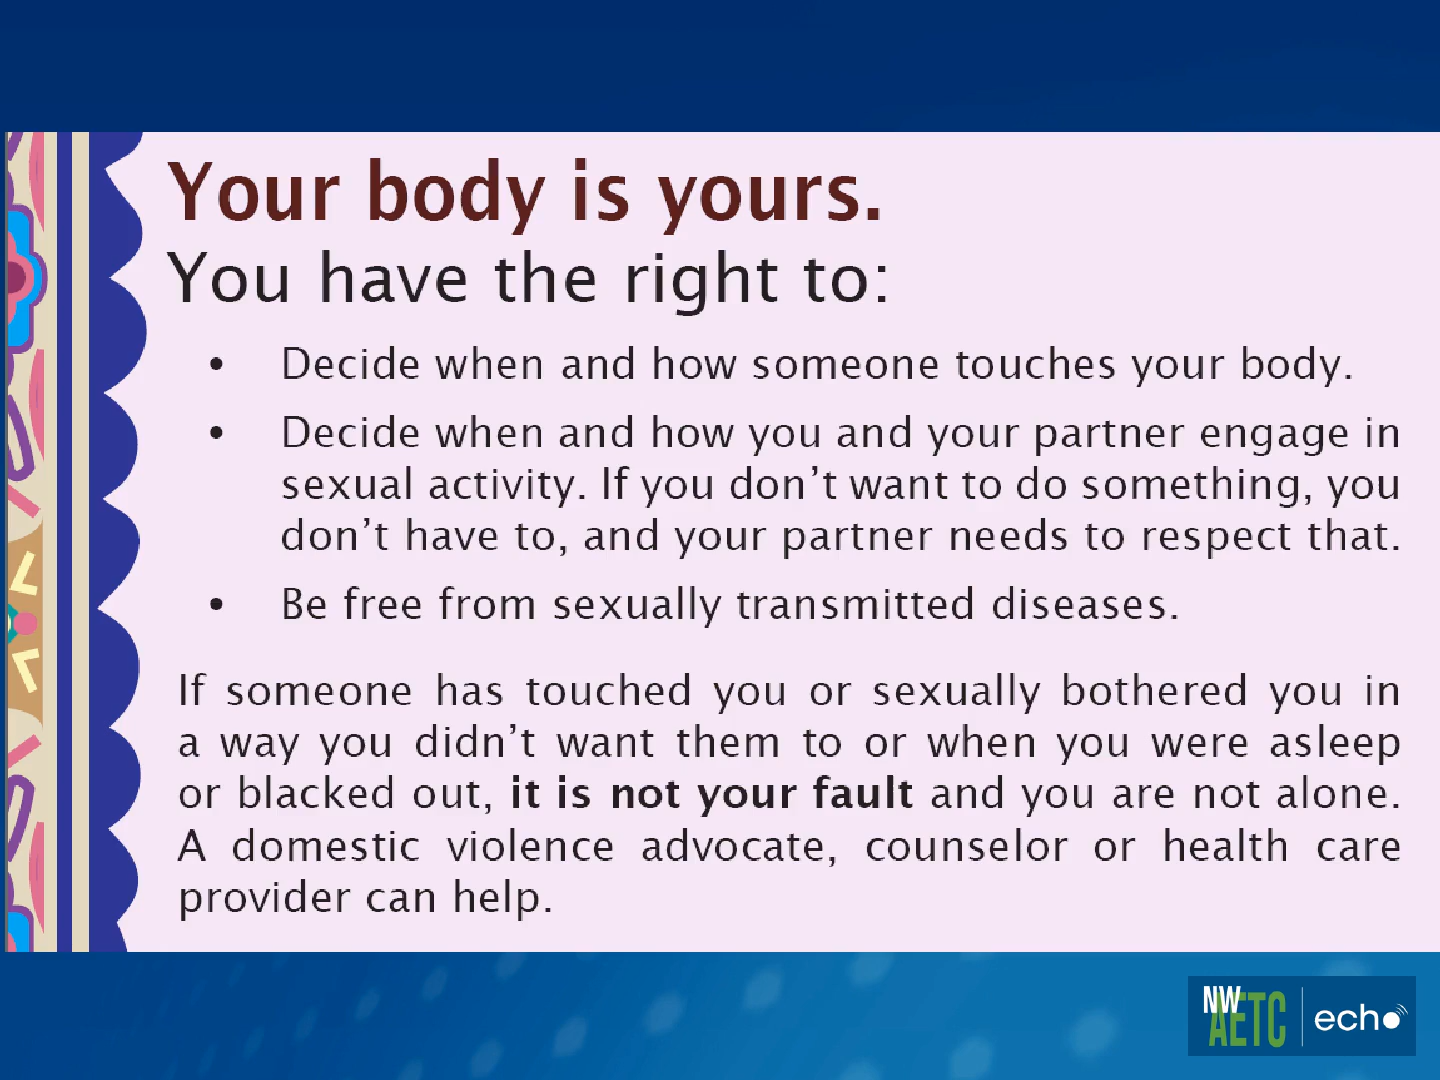 Your body is yours.
You have the right to:
• Decide when and how someone touches your body.
• Decide when and how you and your partner engage in
sexual activity. If you don’t want to do something, you
don’t have to, and your partner needs to respect that.
• Be free from sexually transmitted diseases.
If someone has touched you or sexually bothered you in
a way you didn’t want them to or when you were asleep
or blacked out, it is not your fault and you are not alone.
A domestic violence advocate, counselor or health care
provider can help.
NW
AETC
echo